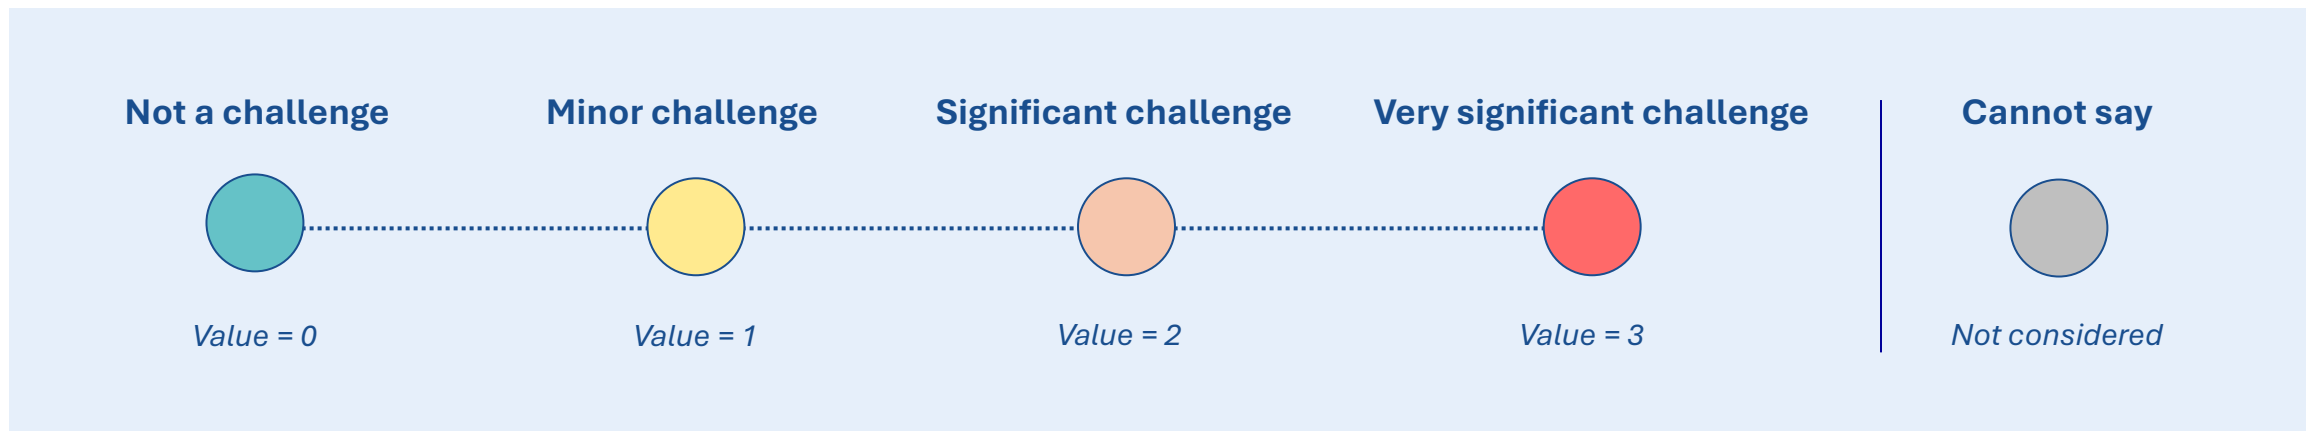 Not a challenge
Minor challenge
Significant challenge
Very significant challenge
Cannot say
Value = 0
Value = 1
Value = 2
Value = 3
Not considered